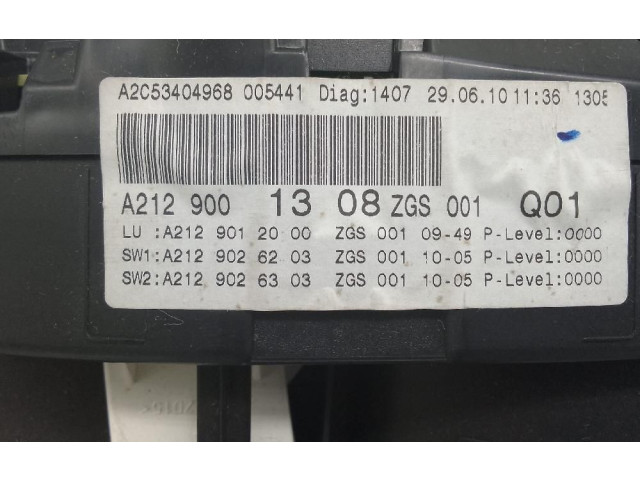 A2C53404968 005441 Diag:1407 29.06.10 11:36 1305
A212 900 13 08 ZGS 001 Q01
LU :A212 901 20 00 ZGS 001 09-49 P-Level:0000
SW1:A212 902 62 03 ZGS 001 10-05 P-Level:0000
SW2:A212 902 63 03 ZGS 001 10-05 P-Level:0000